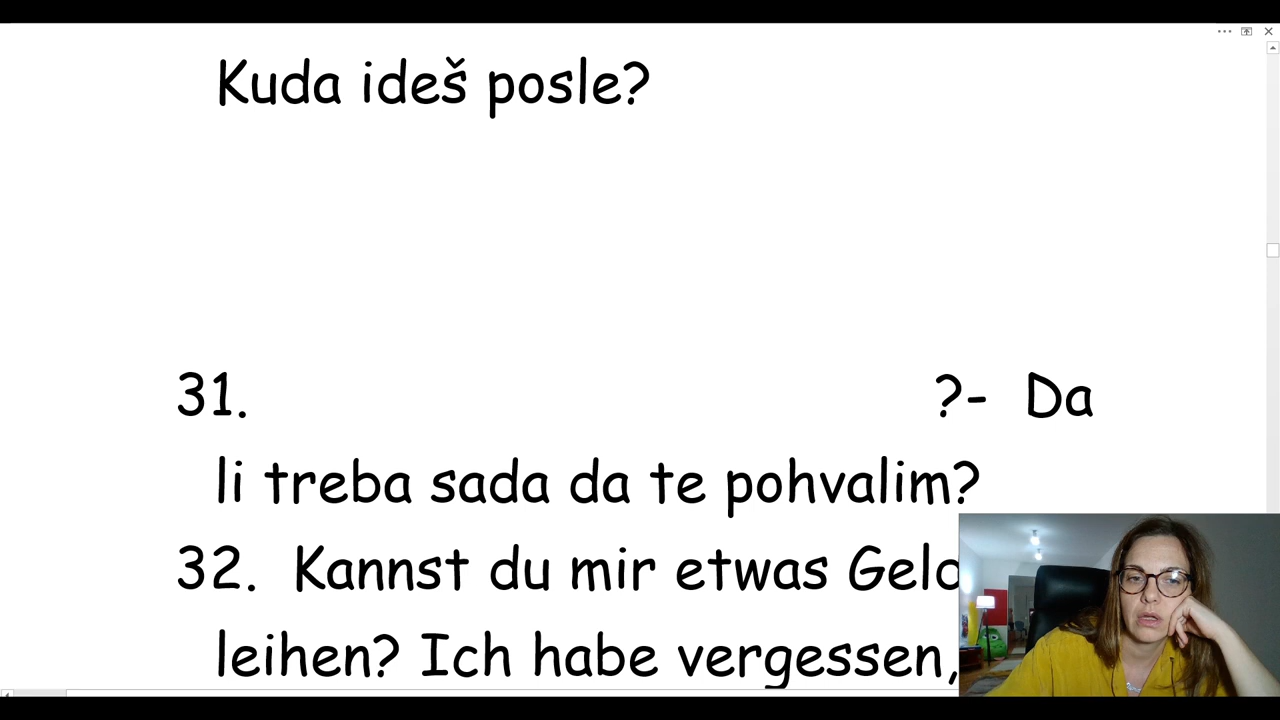 Kuda ideš posle?
31. ?- Da
li treba sada da te pohvalim?
32. Kannst du mir etwas
leihen? Ich habe vergessen,